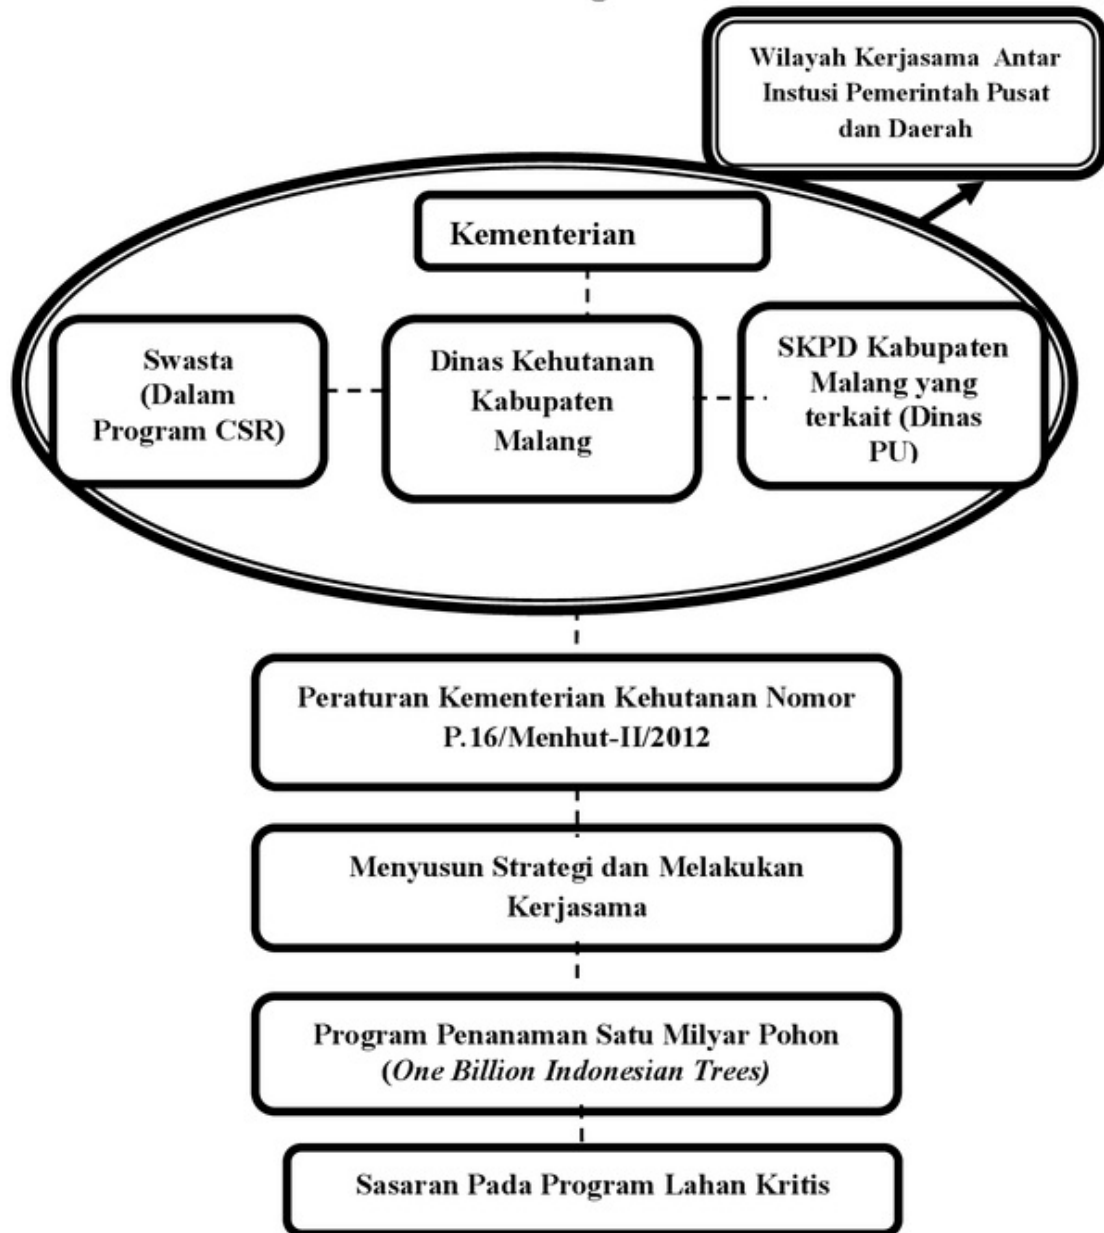 Wilayah Kerjasama Antar
Instusi Pemerintah Pusat
dan Daerah
Kementerian
Swasta
(Dalam
Program CSR)
Dinas Kehutanan
Kabupaten
Malang
SKPD Kabupaten
Malang yang
terkait (Dinas
PU)
Peraturan Kementerian Kehutanan Nomor
P.16/Menhut-II/2012
Menyusun Strategi dan Melakukan
Kerjasama
Program Penanaman Satu Milyar Pohon
(One Billion Indonesian Trees)
Sasaran Pada Program Lahan Kritis